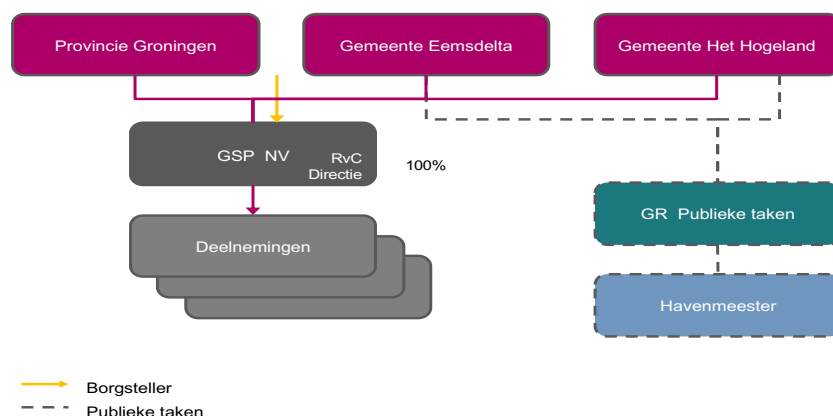 Provincie Groningen
Gemeente Eemsdelta
Gemeente Het Hogeland
GSP NV
RvC
Directie
100%
Deelnemingen
GR Publieke taken
Havenmeester
Borgsteller
Publieke taken